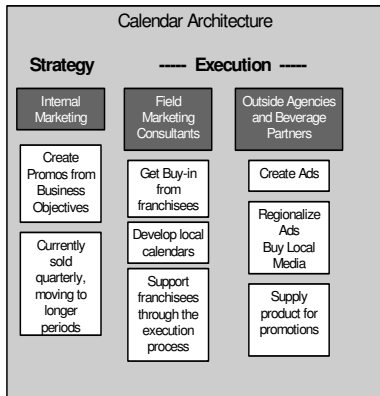 Calendar Architecture
Strategy
----- Execution -----
Internal
Marketing
Create
Promos from
Business
Objectives
Currently
sold
quarterly,
moving to
longer
periods
Field
Marketing
Consultants
Get Buy-in
from
franchisees
Develop local
calendars
Support
franchisees
through the
execution
process
Outside Agencies
and Beverage
Partners
Create Ads
Regionalize
Ads
Buy Local
Media
Supply
product for
promotions